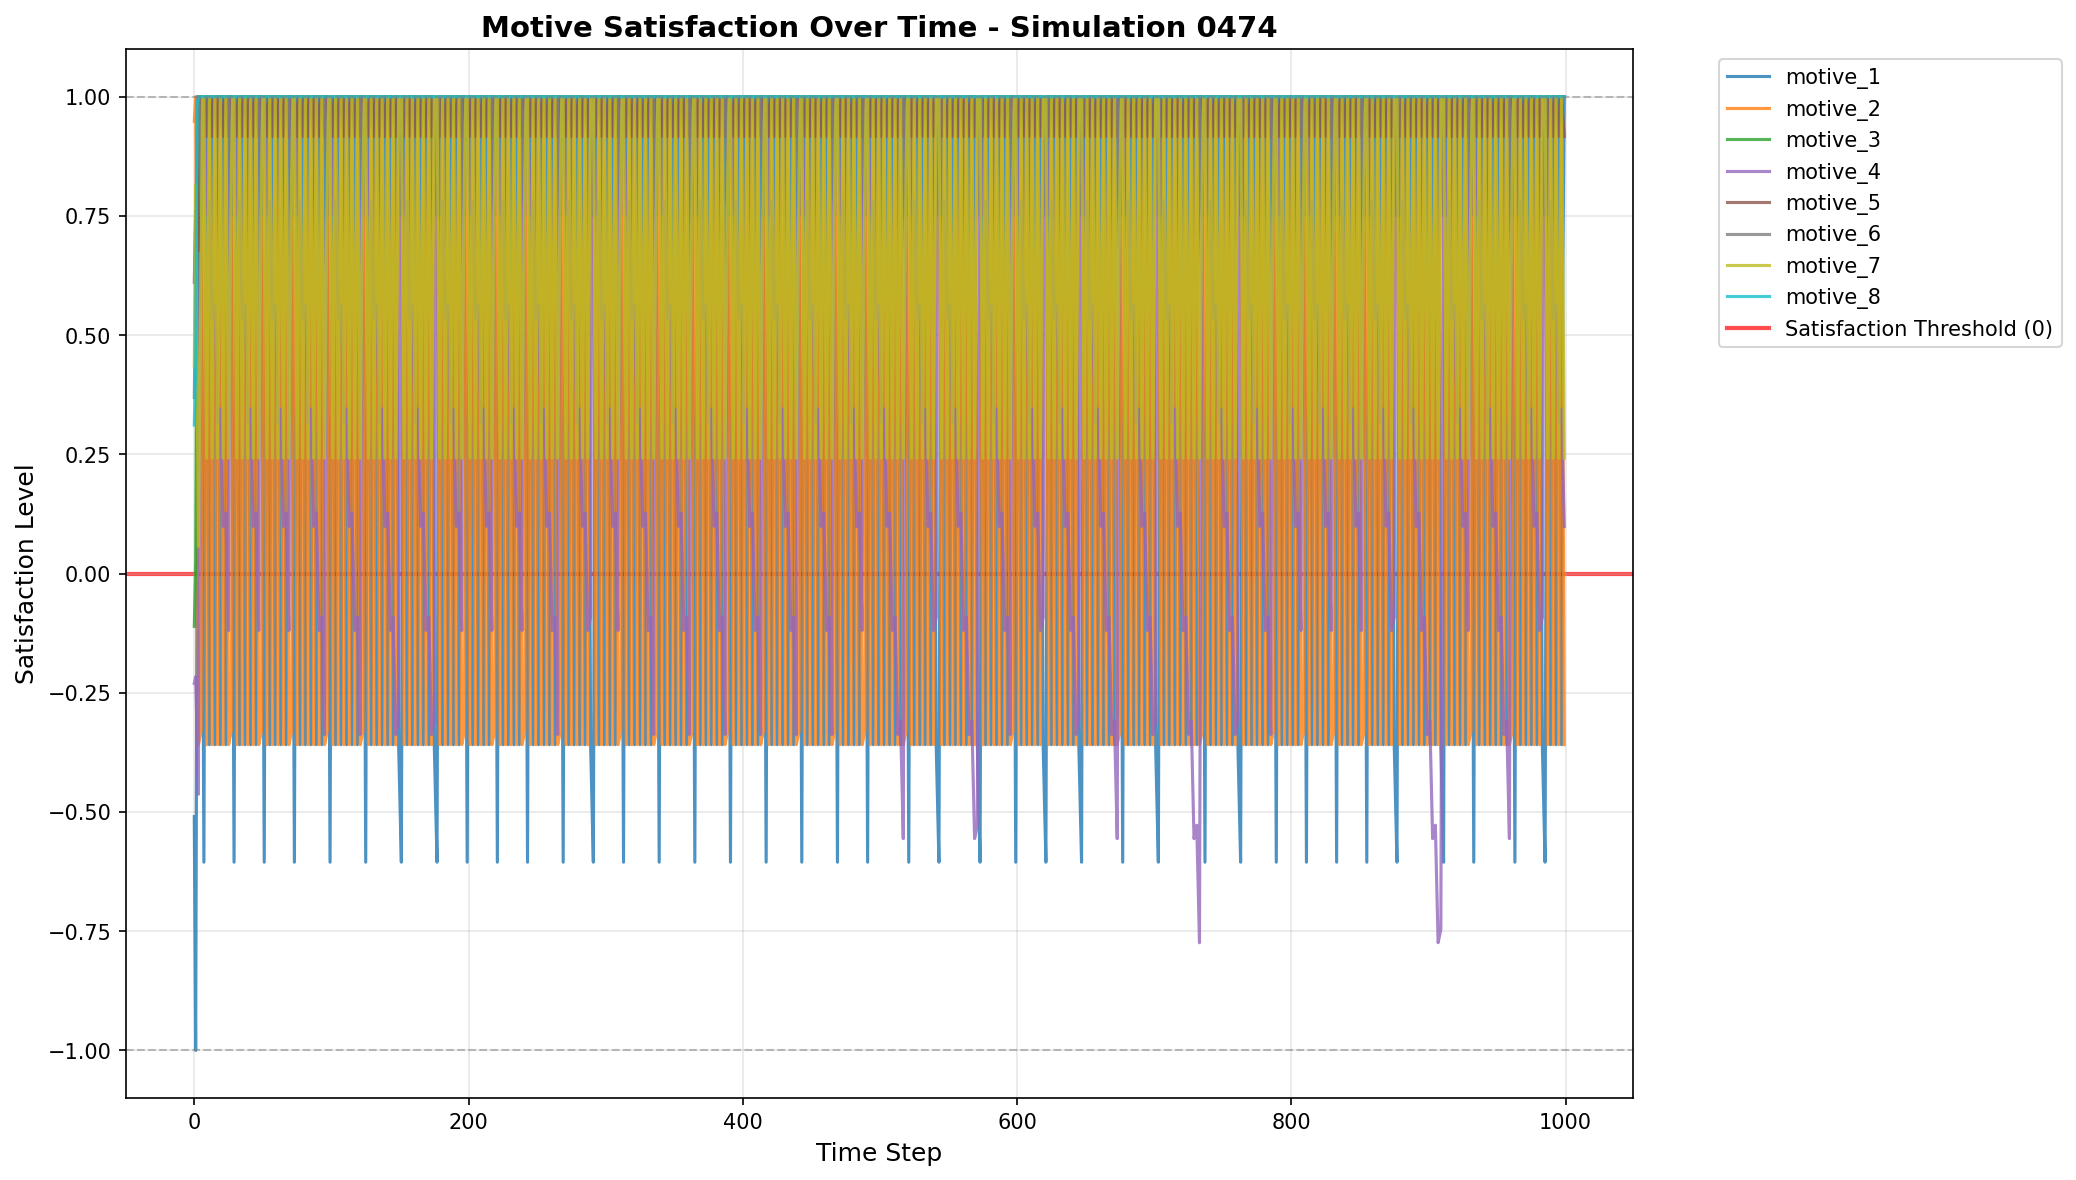 Motive Satisfaction Over Time - Simulation 0474
1.00
0.75
0.50
0.25
0.00
−0.25
−0.50
−0.75
−1.00
Satisfaction Level
0
200
400
600
800
1000
Time Step
motive_1
motive_2
motive_3
motive_4
motive_5
motive_6
motive_7
motive_8
Satisfaction Threshold (0)